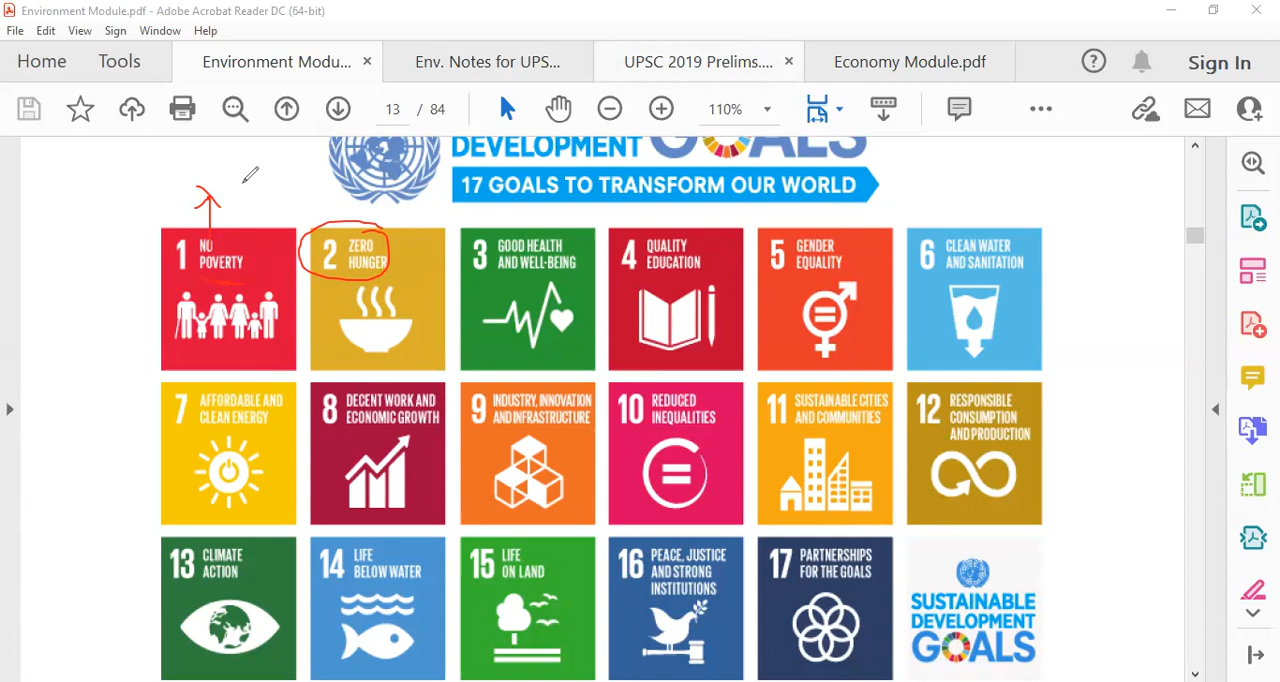 Environment Module.pdf - Adobe Acrobat Reader DC (64-bit)
File Edit View Sign Window Help
Home Tools Environment Modu... × Env. Notes for UPS... UPSC 2019 Prelims.... × Economy Module.pdf ? Sign In
13 / 84 110%
DEVELOPMENT GOALS
17 GOALS TO TRANSFORM OUR WORLD
1 NO
POVERTY
2 ZERO
HUNGER
3 GOOD HEALTH
AND WELL-BEING
4 QUALITY
EDUCATION
5 GENDER
EQUALITY
6 CLEAN WATER
AND SANITATION
7 AFFORDABLE AND
CLEAN ENERGY
8 DECENT WORK AND
ECONOMIC GROWTH
9 INDUSTRY, INNOVATION
AND INFRASTRUCTURE
10 REDUCED
INEQUALITIES
11 SUSTAINABLE CITIES
AND COMMUNITIES
12 RESPONSIBLE
CONSUMPTION
AND PRODUCTION
13 CLIMATE
ACTION
14 LIFE
BELOW WATER
15 LIFE
ON LAND
16 PEACE, JUSTICE
AND STRONG
INSTITUTIONS
17 PARTNERSHIPS
FOR THE GOALS
SUSTAINABLE
DEVELOPMENT
GOALS